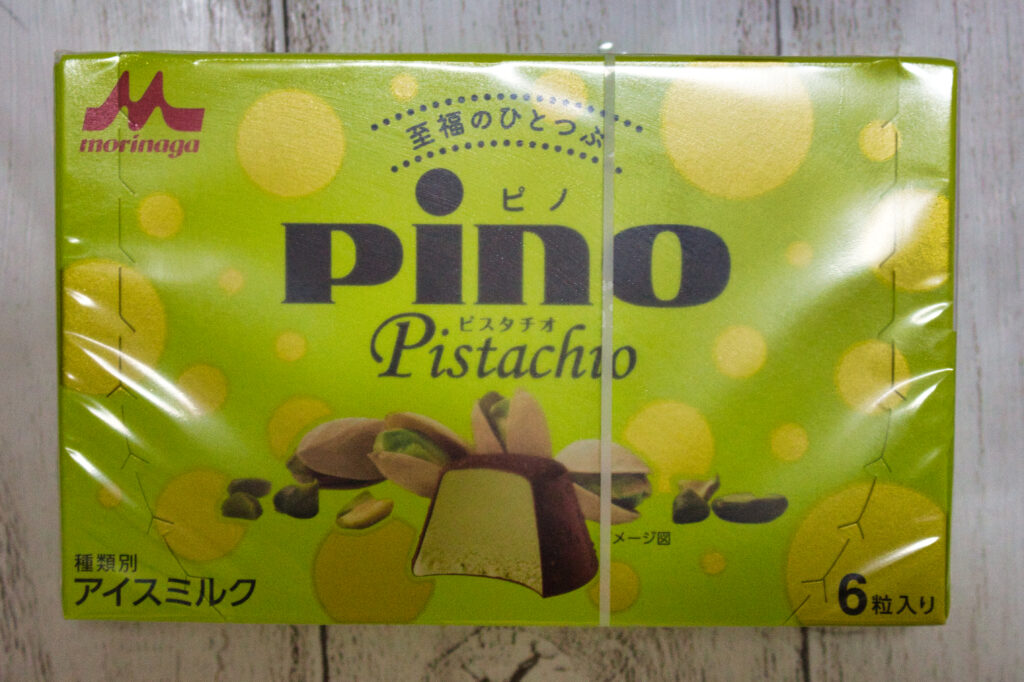 morinaga
至福のひとつぶ
ピノ
pino
ピスタチオ
Pistachio
メージ図
種類別
アイスミルク
6粒入り